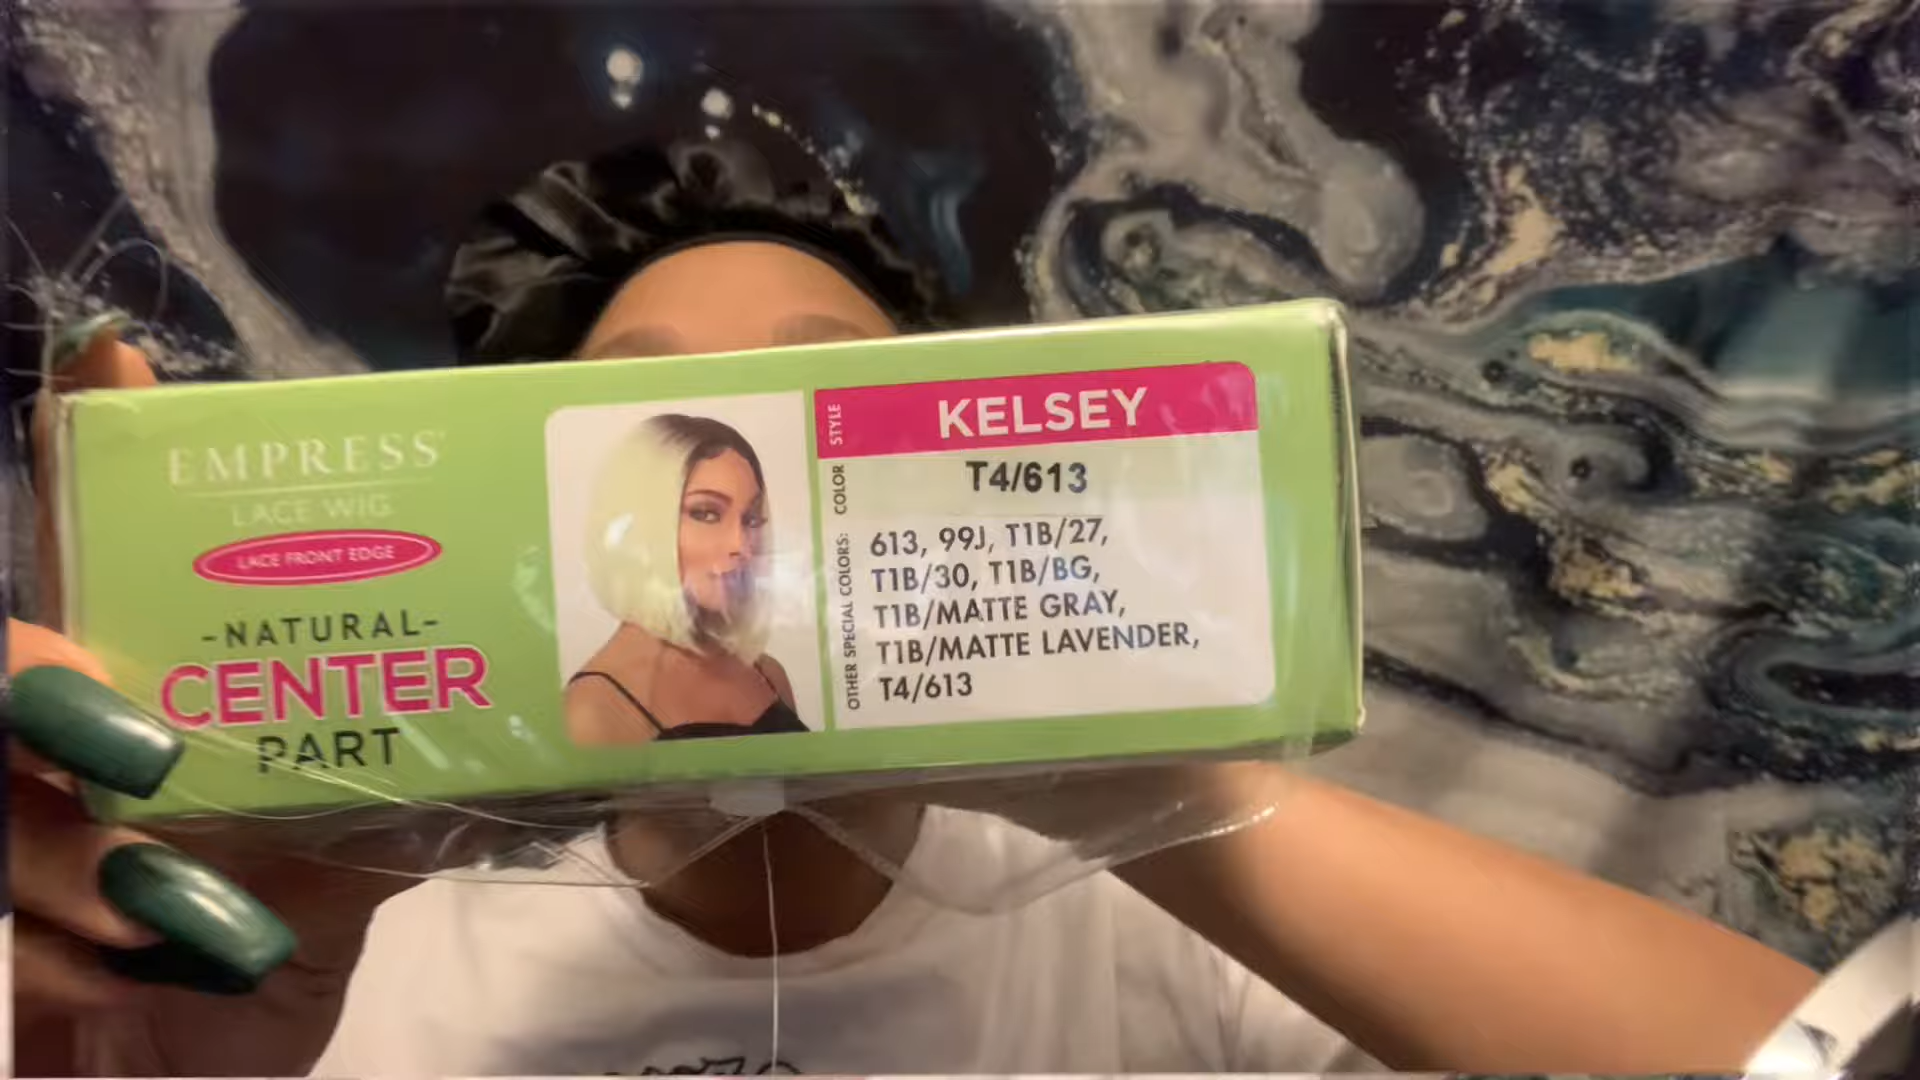 EMPRESS
LACE WIG
LACE FRONT EDGE
-NATURAL-
CENTER
PART
STYLE
KELSEY
COLOR
T4/613
OTHER SPECIAL COLORS:
613, 99J, T1B/27,
T1B/30, T1B/BG,
T1B/MATTE GRAY,
T1B/MATTE LAVENDER,
T4/613